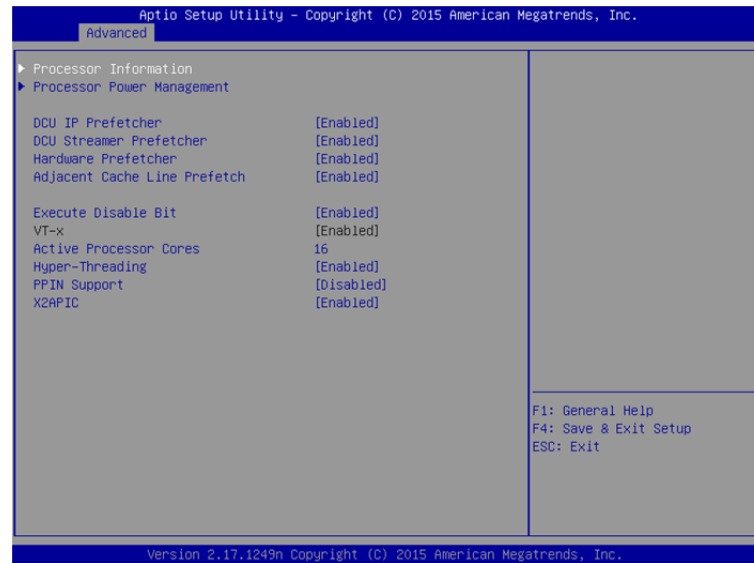 Aptio Setup Utility – Copyright (C) 2015 American Megatrends, Inc.
Advanced
Processor Information
Processor Power Management
DCU IP Prefetcher [Enabled]
DCU Streamer Prefetcher [Enabled]
Hardware Prefetcher [Enabled]
Adjacent Cache Line Prefetch [Enabled]
Execute Disable Bit [Enabled]
VT-x [Enabled]
Active Processor Cores 16
Hyper-Threading [Enabled]
PPIN Support [Disabled]
X2APIC [Enabled]
F1: General Help
F4: Save & Exit Setup
ESC: Exit
Version 2.17.1249n Copyright (C) 2015 American Megatrends, Inc.